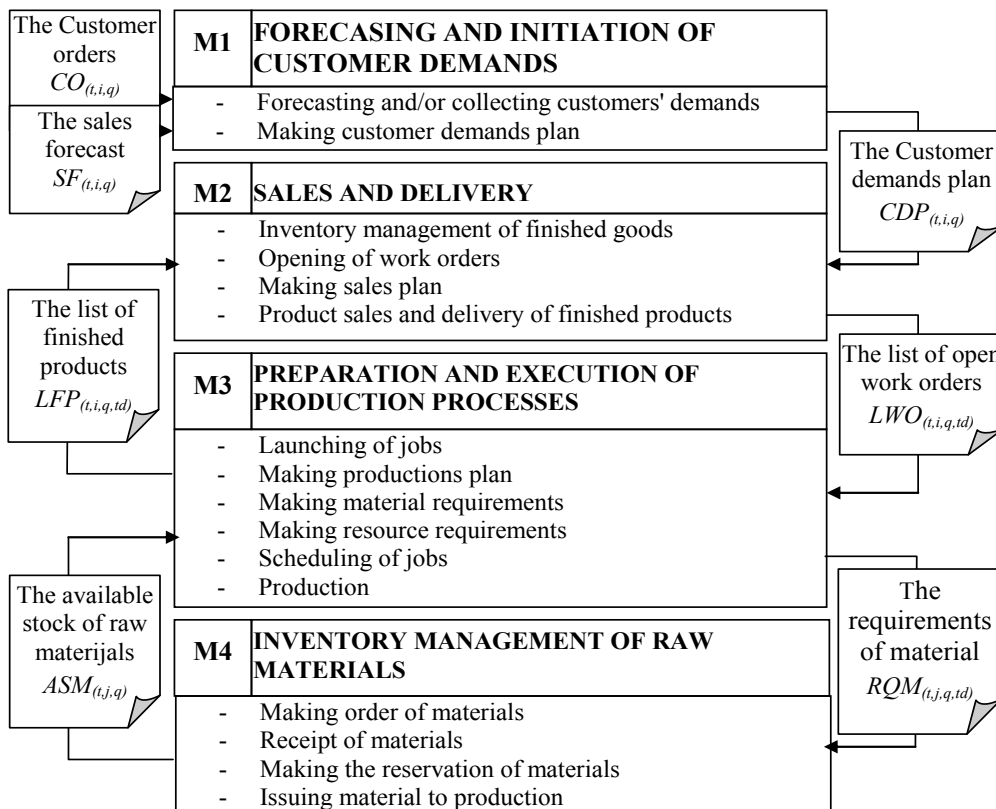 The Customer
orders
CO(t,i,q)
The sales
forecast
SF(t,i,q)
M1
FORECASING AND INITIATION OF
CUSTOMER DEMANDS
- Forecasting and/or collecting customers' demands
- Making customer demands plan
The Customer
demands plan
CDP(t,i,q)
M2
SALES AND DELIVERY
- Inventory management of finished goods
- Opening of work orders
- Making sales plan
- Product sales and delivery of finished products
The list of
finished
products
LFP(t,i,q,td)
The list of open
work orders
LWO(t,i,q,td)
M3
PREPARATION AND EXECUTION OF
PRODUCTION PROCESSES
- Launching of jobs
- Making productions plan
- Making material requirements
- Making resource requirements
- Scheduling of jobs
- Production
The available
stock of raw
materijals
ASM(t,j,q)
The
requirements
of material
RQM(t,j,q,td)
M4
INVENTORY MANAGEMENT OF RAW
MATERIALS
- Making order of materials
- Receipt of materials
- Making the reservation of materials
- Issuing material to production